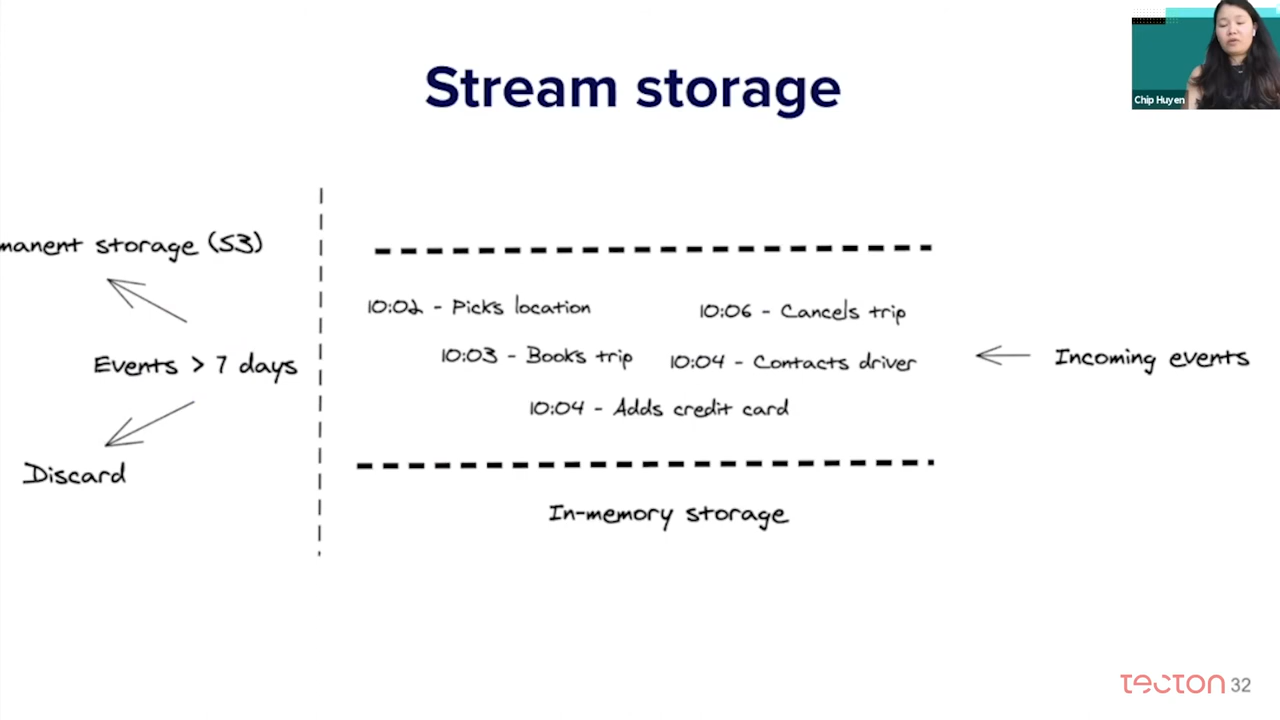 Chip Huyen
Stream storage
manent storage (S3)
10:02 - Picks location
10:06 - Cancels trip
10:03 - Books trip
10:04 - Contacts driver
Incoming events
Events > 7 days
10:04 - Adds credit card
Discard
In-memory storage
tecton 32